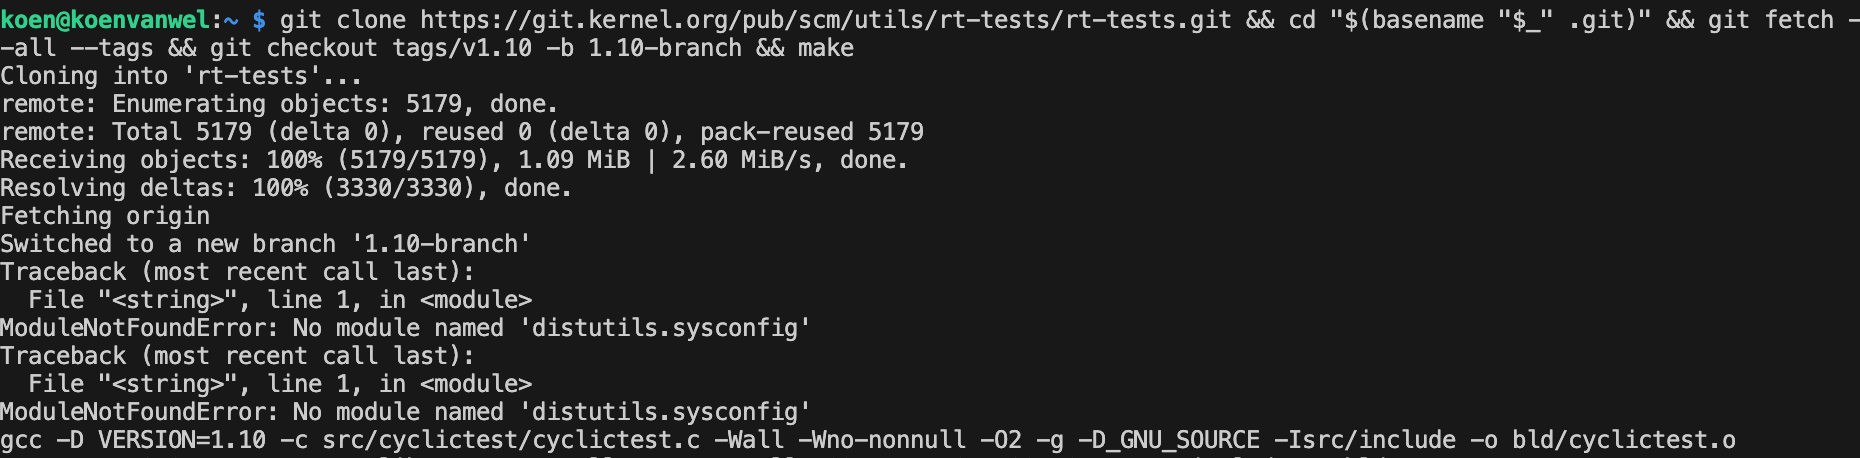 koen@koenvanwel:~ $ git clone https://git.kernel.org/pub/scm/utils/rt-tests/rt-tests.git && cd "$(basename "$_" .git)" && git fetch -
-all --tags && git checkout tags/v1.10 -b 1.10-branch && make
Cloning into 'rt-tests'...
remote: Enumerating objects: 5179, done.
remote: Total 5179 (delta 0), reused 0 (delta 0), pack-reused 5179
Receiving objects: 100% (5179/5179), 1.09 MiB | 2.60 MiB/s, done.
Resolving deltas: 100% (3330/3330), done.
Fetching origin
Switched to a new branch '1.10-branch'
Traceback (most recent call last):
  File "<string>", line 1, in <module>
ModuleNotFoundError: No module named 'distutils.sysconfig'
Traceback (most recent call last):
  File "<string>", line 1, in <module>
ModuleNotFoundError: No module named 'distutils.sysconfig'
gcc -D VERSION=1.10 -c src/cyclictest/cyclictest.c -Wall -Wno-nonnull -O2 -g -D_GNU_SOURCE -Isrc/include -o bld/cyclictest.o